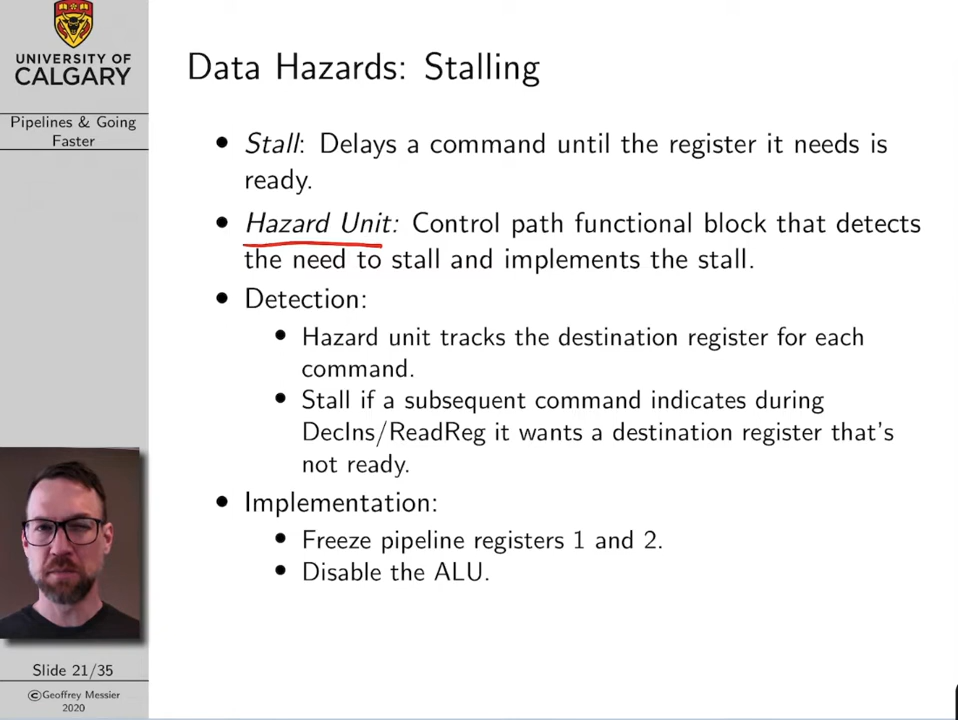 UNIVERSITY OF
CALGARY
Pipelines & Going
Faster
Data Hazards: Stalling
• Stall: Delays a command until the register it needs is
ready.
• Hazard Unit: Control path functional block that detects
the need to stall and implements the stall.
• Detection:
• Hazard unit tracks the destination register for each
command.
• Stall if a subsequent command indicates during
DecIns/ReadReg it wants a destination register that's
not ready.
• Implementation:
• Freeze pipeline registers 1 and 2.
• Disable the ALU.
Slide 21/35
©Geoffrey Messier
2020